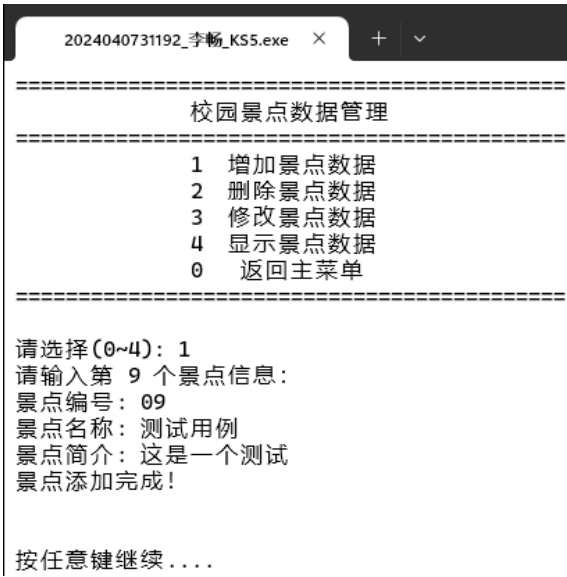 2024040731192_李畅_KS5.exe
============================================
校园景点数据管理
============================================
1 增加景点数据
2 删除景点数据
3 修改景点数据
4 显示景点数据
0 返回主菜单
============================================
请选择(0~4): 1
请输入第 9 个景点信息:
景点编号: 09
景点名称: 测试用例
景点简介: 这是一个测试
景点添加完成!
按任意键继续....